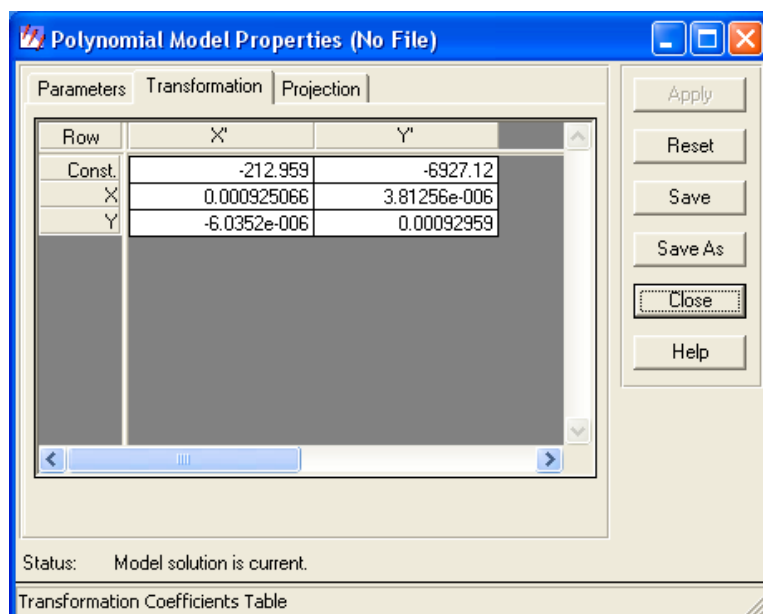 Polynomial Model Properties (No File)
Parameters Transformation Projection
Row X' Y'
Const. -212.959 -6927.12
X 0.000925066 3.81256e-006
Y -6.0352e-006 0.00092959
Apply
Reset
Save
Save As
Close
Help
Status: Model solution is current.
Transformation Coefficients Table